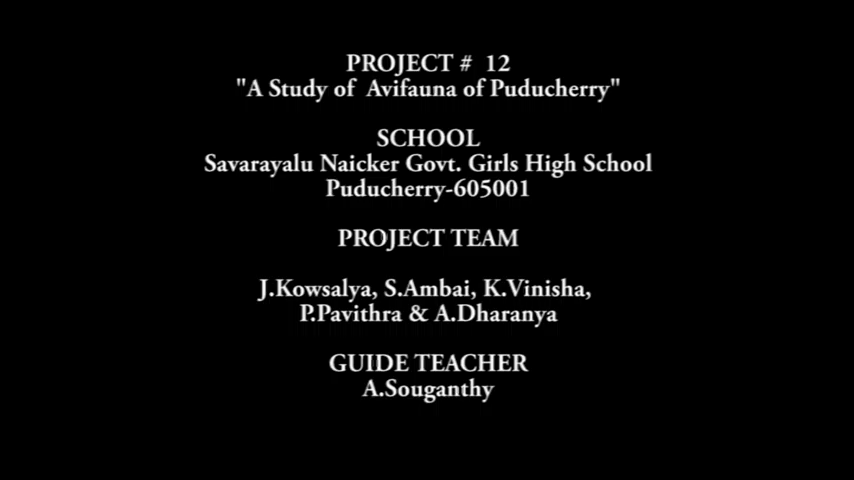 PROJECT # 12
"A Study of Avifauna of Puducherry"
SCHOOL
Savarayalu Naicker Govt. Girls High School
Puducherry-605001
PROJECT TEAM
J.Kowsalya, S.Ambai, K.Vinisha,
P.Pavithra & A.Dharanya
GUIDE TEACHER
A.Souganthy